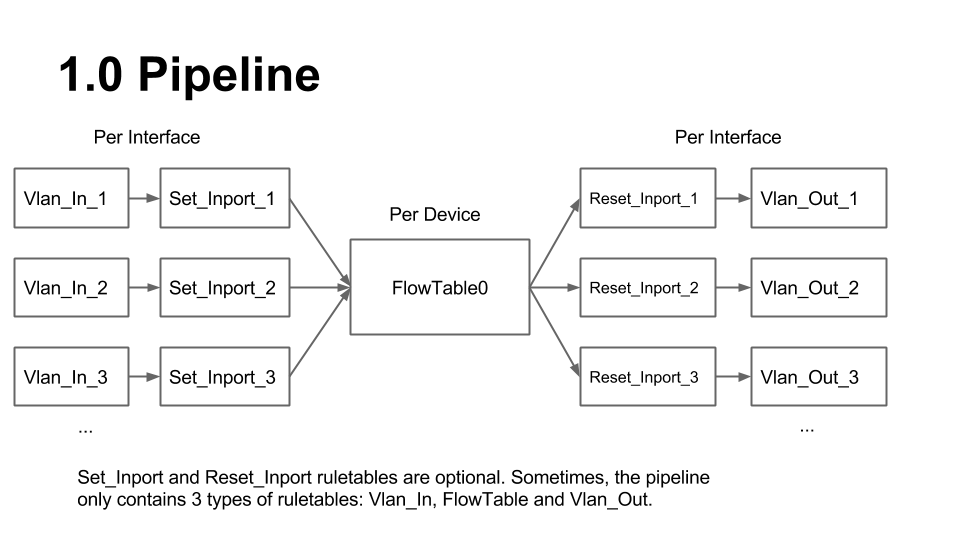 1.0 Pipeline
Per Interface
Per Interface
Vlan_In_1
Set_Inport_1
Reset_Inport_1
Vlan_Out_1
Per Device
Vlan_In_2
Set_Inport_2
FlowTable0
Reset_Inport_2
Vlan_Out_2
Vlan_In_3
Set_Inport_3
Reset_Inport_3
Vlan_Out_3
...
...
Set_Inport and Reset_Inport ruletables are optional. Sometimes, the pipeline
only contains 3 types of ruletables: Vlan_In, FlowTable and Vlan_Out.